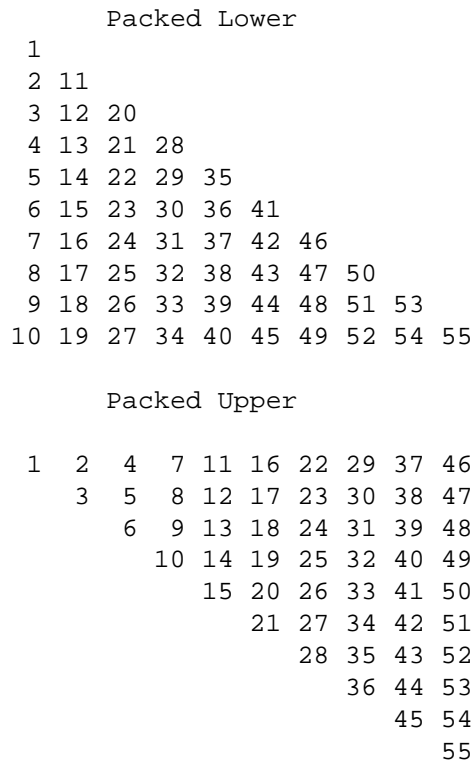 Packed Lower
1
2 11
3 12 20
4 13 21 28
5 14 22 29 35
6 15 23 30 36 41
7 16 24 31 37 42 46
8 17 25 32 38 43 47 50
9 18 26 33 39 44 48 51 53
10 19 27 34 40 45 49 52 54 55
Packed Upper
1 2 4 7 11 16 22 29 37 46
3 5 8 12 17 23 30 38 47
6 9 13 18 24 31 39 48
10 14 19 25 32 40 49
15 20 26 33 41 50
21 27 34 42 51
28 35 43 52
36 44 53
45 54
55